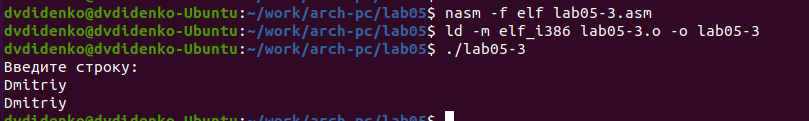 dvdidenko@dvdidenko-Ubuntu:~/work/arch-pc/lab05$ nasm -f elf lab05-3.asm
dvdidenko@dvdidenko-Ubuntu:~/work/arch-pc/lab05$ ld -m elf_i386 lab05-3.o -o lab05-3
dvdidenko@dvdidenko-Ubuntu:~/work/arch-pc/lab05$ ./lab05-3
Введите строку:
Dmitriy
Dmitriy
dvdidenko@dvdidenko-Ubuntu:~/work/arch-pc/lab05$